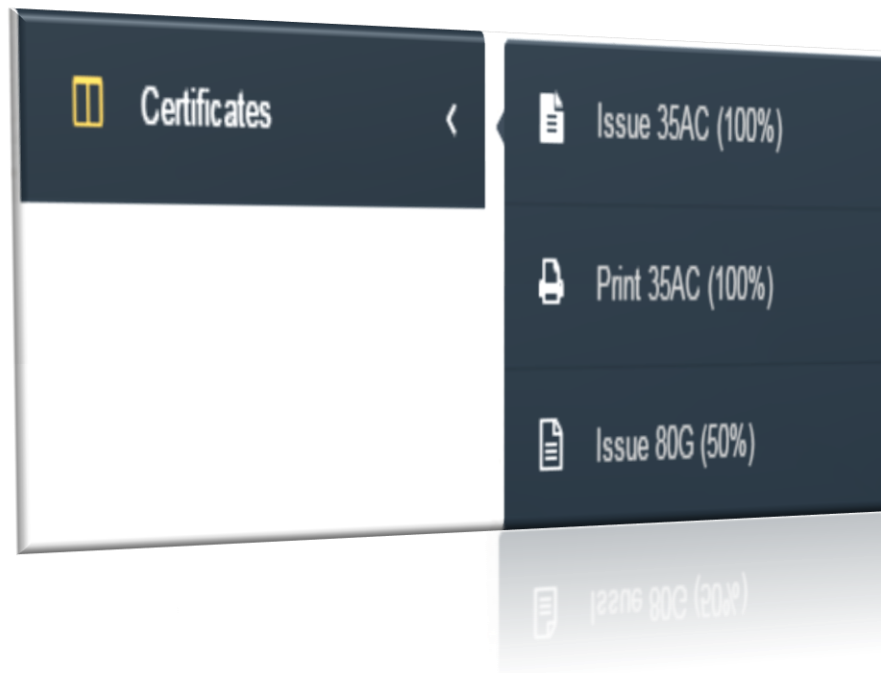 Certificates
Issue 35AC (100%)
Print 35AC (100%)
Issue 80G (50%)